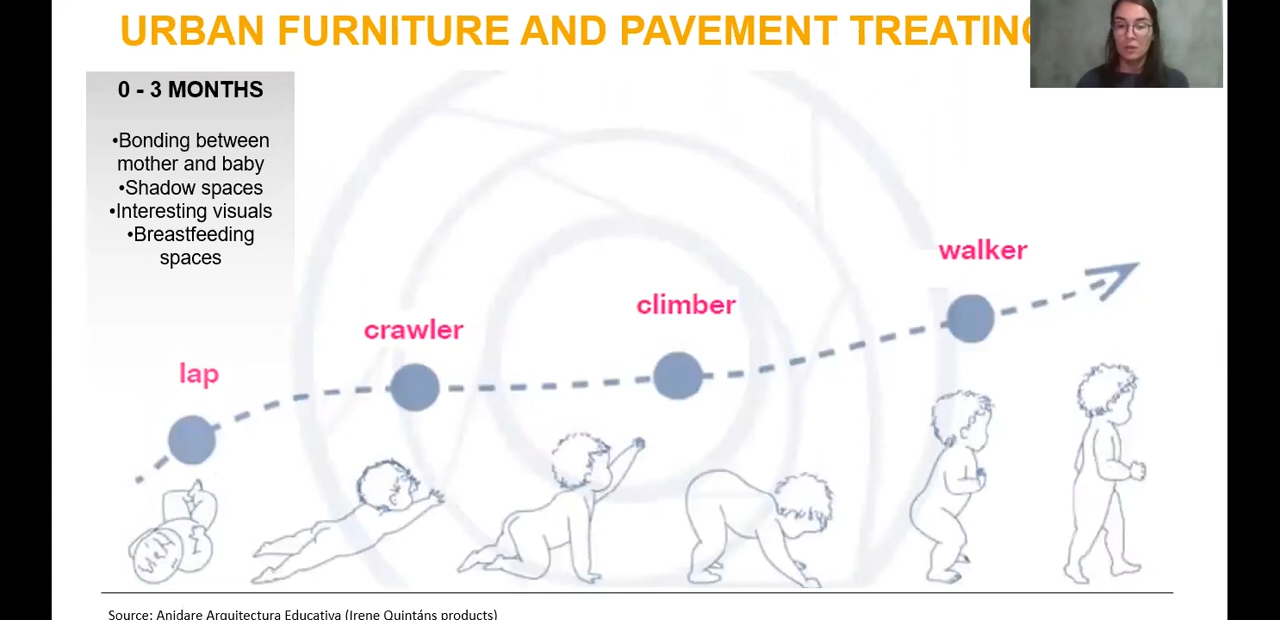 URBAN FURNITURE AND PAVEMENT TREATING
0 - 3 MONTHS
•Bonding between
mother and baby
•Shadow spaces
•Interesting visuals
•Breastfeeding
spaces
lap
crawler
climber
walker
Source: Anidare Arquitectura Educativa (Irene Quintáns products)